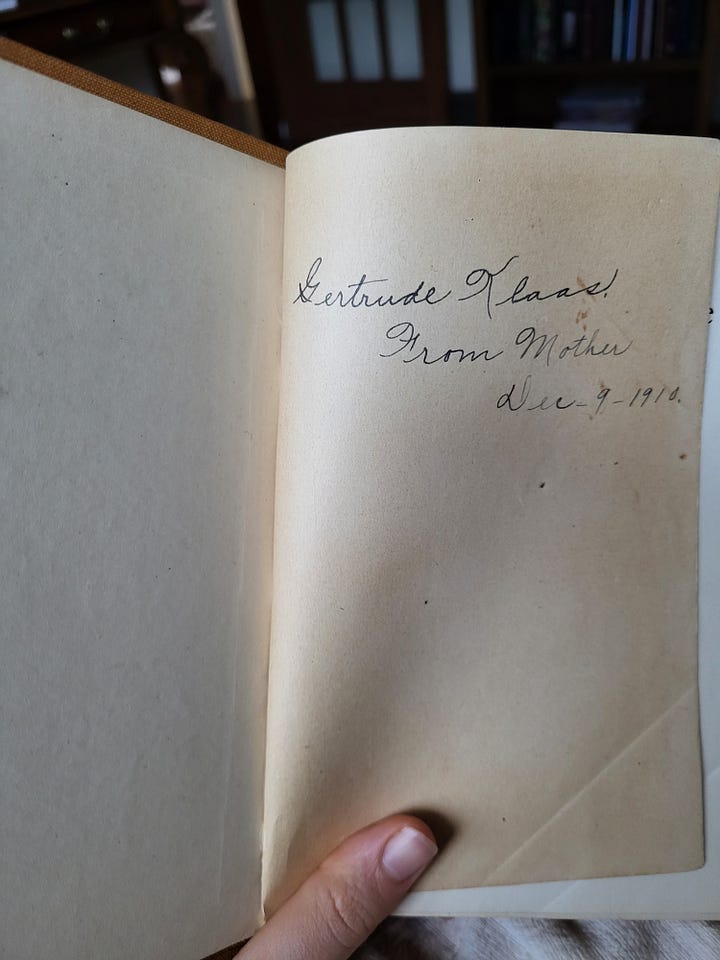 Gertrude Klaas.
From Mother
Dec-9-1910.